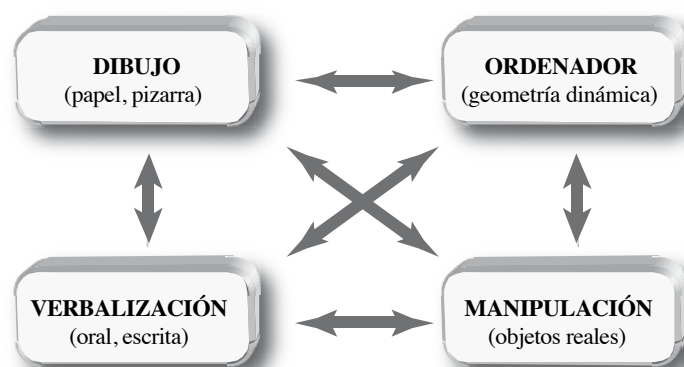 DIBUJO
(papel, pizarra)
ORDENADOR
(geometría dinámica)
VERBALIZACIÓN
(oral, escrita)
MANIPULACIÓN
(objetos reales)